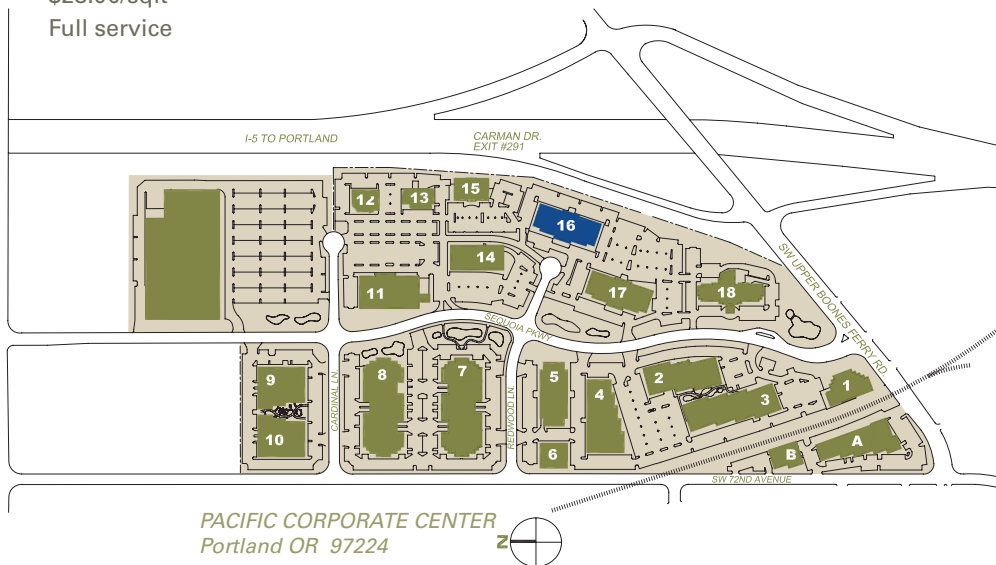 Full service
I-5 TO PORTLAND
CARMAN DR.
EXIT #291
15
12
13
16
14
11
17
18
SW UPPER BOONES FERRY RD.
SEQUOIA PKWY
9
8
7
5
2
4
3
1
10
6
CARDINAL LN.
REDWOOD LN.
A
B
SW 72ND AVENUE
PACIFIC CORPORATE CENTER
Portland OR 97224
N